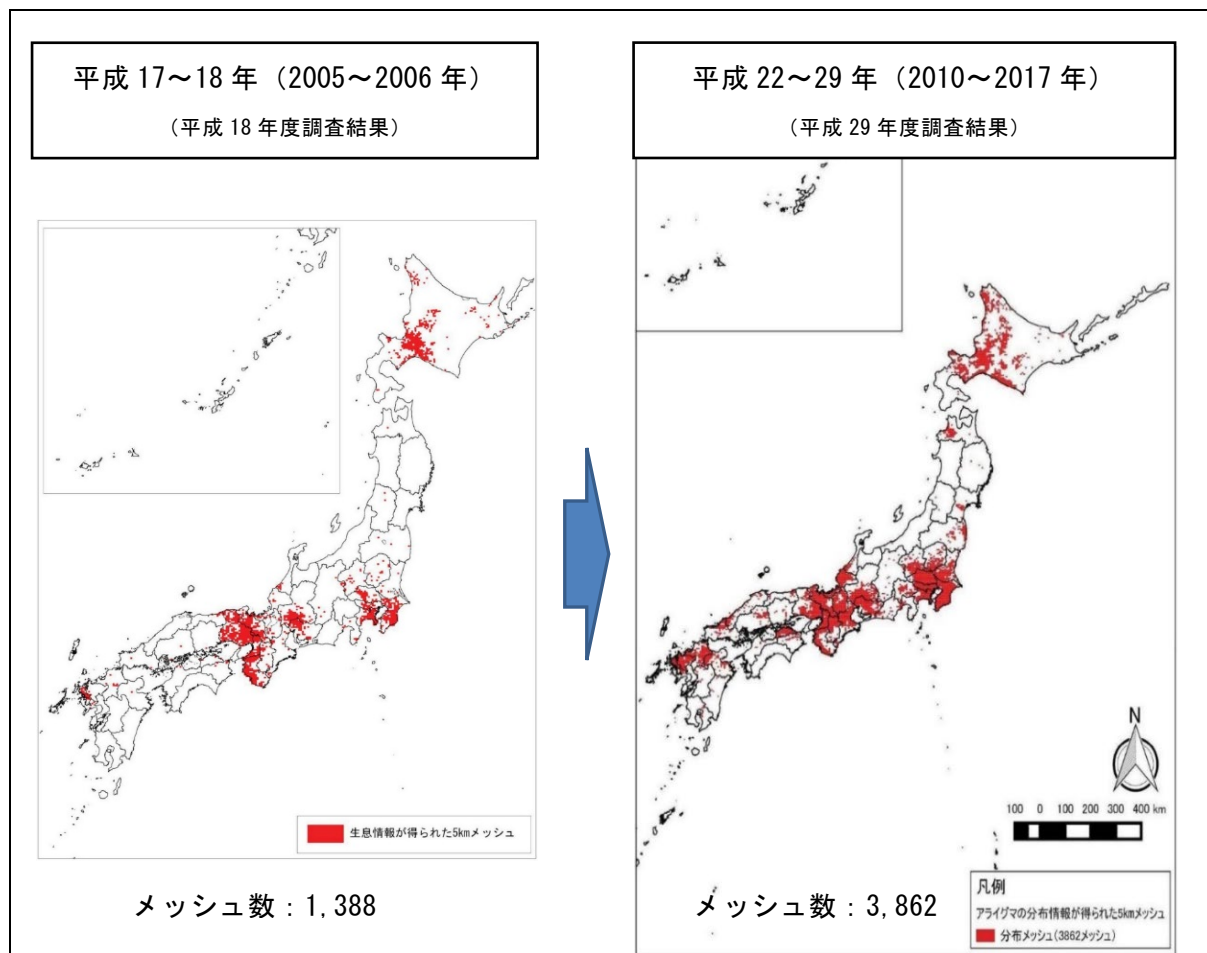 平成 17～18 年（2005～2006 年）
（平成 18 年度調査結果）
生息情報が得られた5kmメッシュ
メッシュ数：1,388
平成 22～29 年（2010～2017 年）
（平成 29 年度調査結果）
N
100 0 100 200 300 400 km
凡例
アライグマの分布情報が得られた5kmメッシュ
分布メッシュ(3862メッシュ)
メッシュ数：3,862